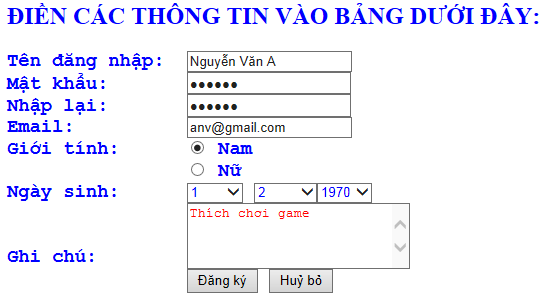 ĐIỀN CÁC THÔNG TIN VÀO BẢNG DƯỚI ĐÂY:
Tên đăng nhập: Nguyễn Văn A
Mật khẩu: ●●●●●●
Nhập lại: ●●●●●●
Email: anv@gmail.com
Giới tính: Nam
Nữ
Ngày sinh: 1 2 1970
Thích chơi game
Ghi chú:
Đăng ký Huỷ bỏ